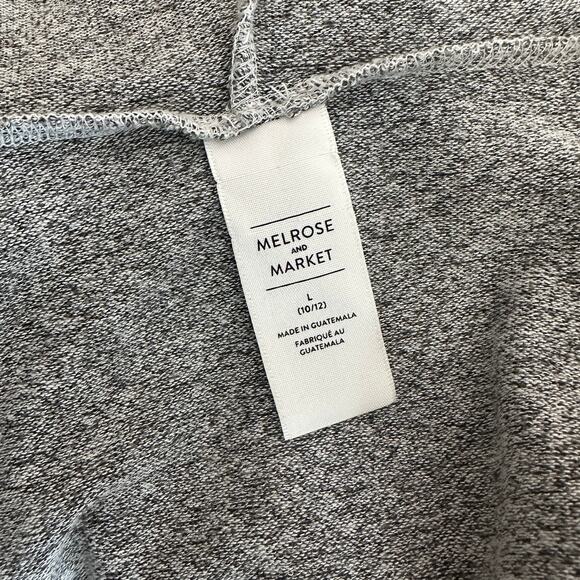 MELROSE
AND
MARKET
L
(10/12)
MADE IN GUATEMALA
FABRIQUÉ AU
GUATEMALA